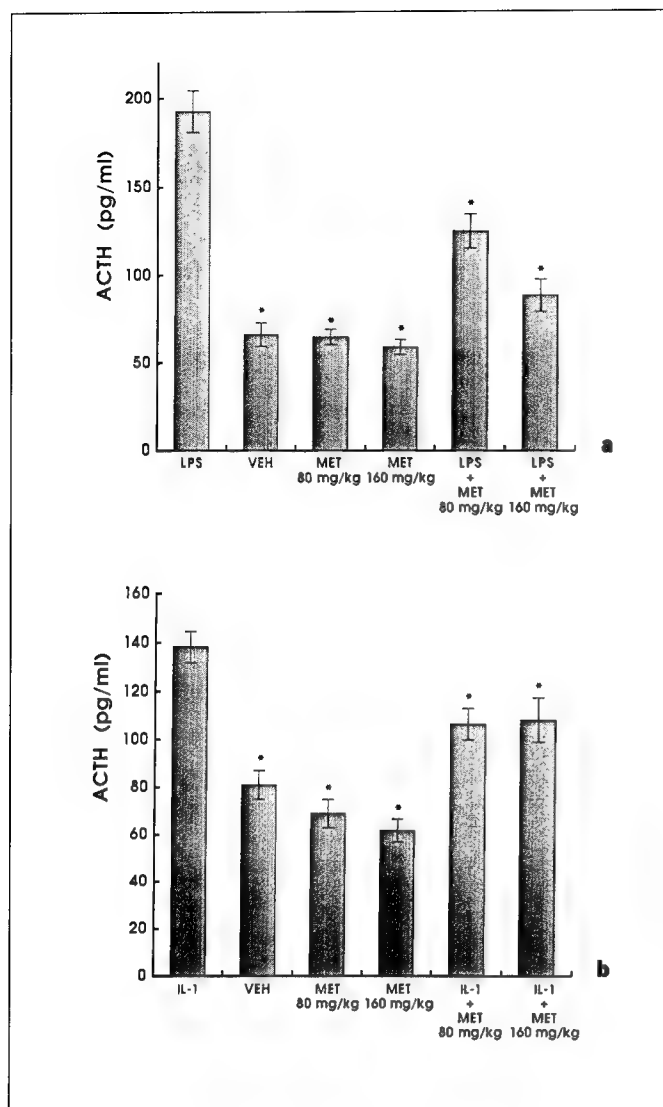 200
150
100
50
0
ACTH (pg/ml)
* * * * *
LPS VEH MET MET LPS LPS
80 mg/kg 160 mg/kg + +
MET MET
80 mg/kg 160 mg/kg
a
160
140
120
100
80
60
40
20
0
ACTH (pg/ml)
* * * * *
IL-1 VEH MET MET IL-1 IL-1
80 mg/kg 160 mg/kg + +
MET MET
80 mg/kg 160 mg/kg
b